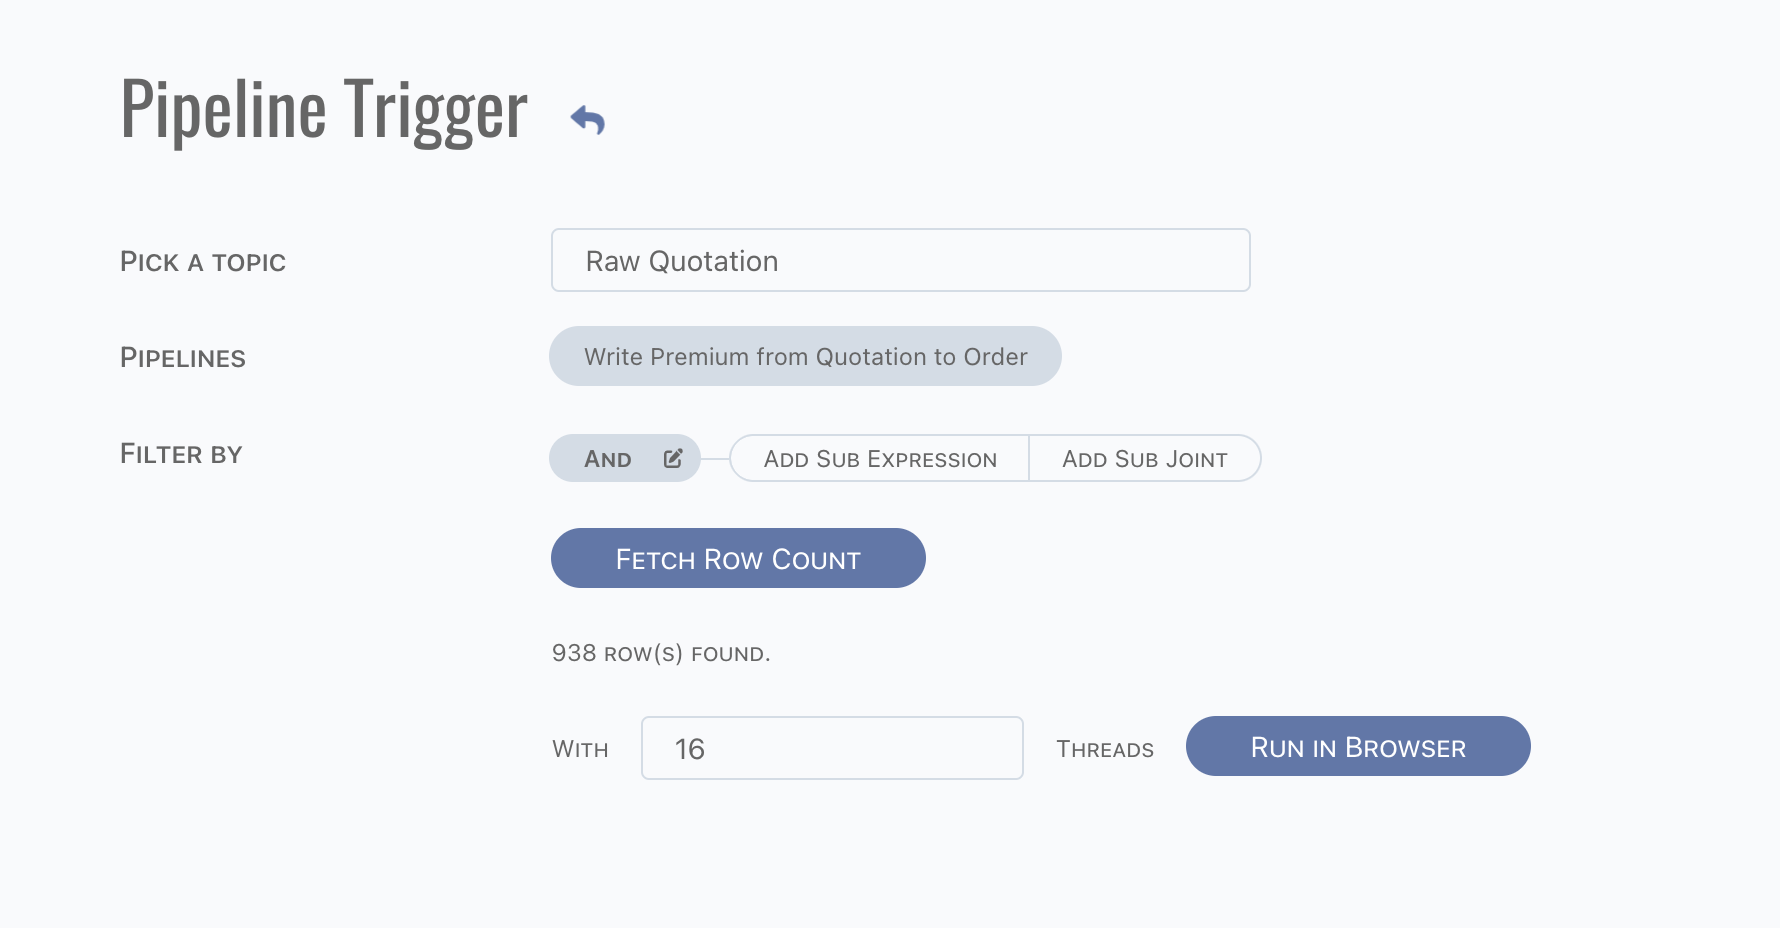 Pipeline Trigger
Pick a topic
Raw Quotation
Pipelines
Write Premium from Quotation to Order
Filter by
And
Add Sub Expression
Add Sub Joint
Fetch Row Count
938 row(s) found.
With
16
Threads
Run in Browser